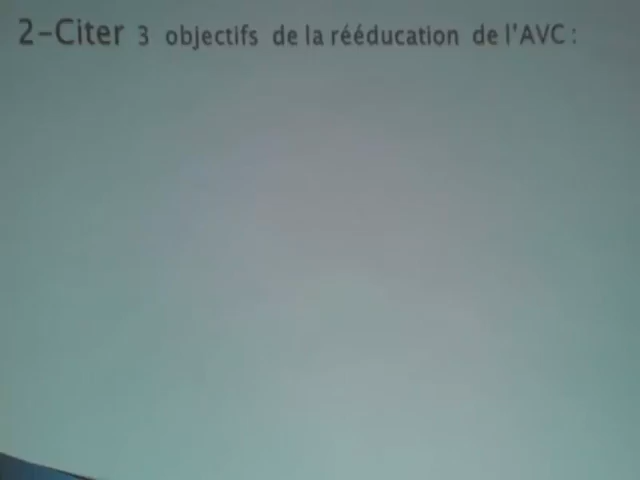 2-Citer 3 objectifs de la rééducation de l'AVC :